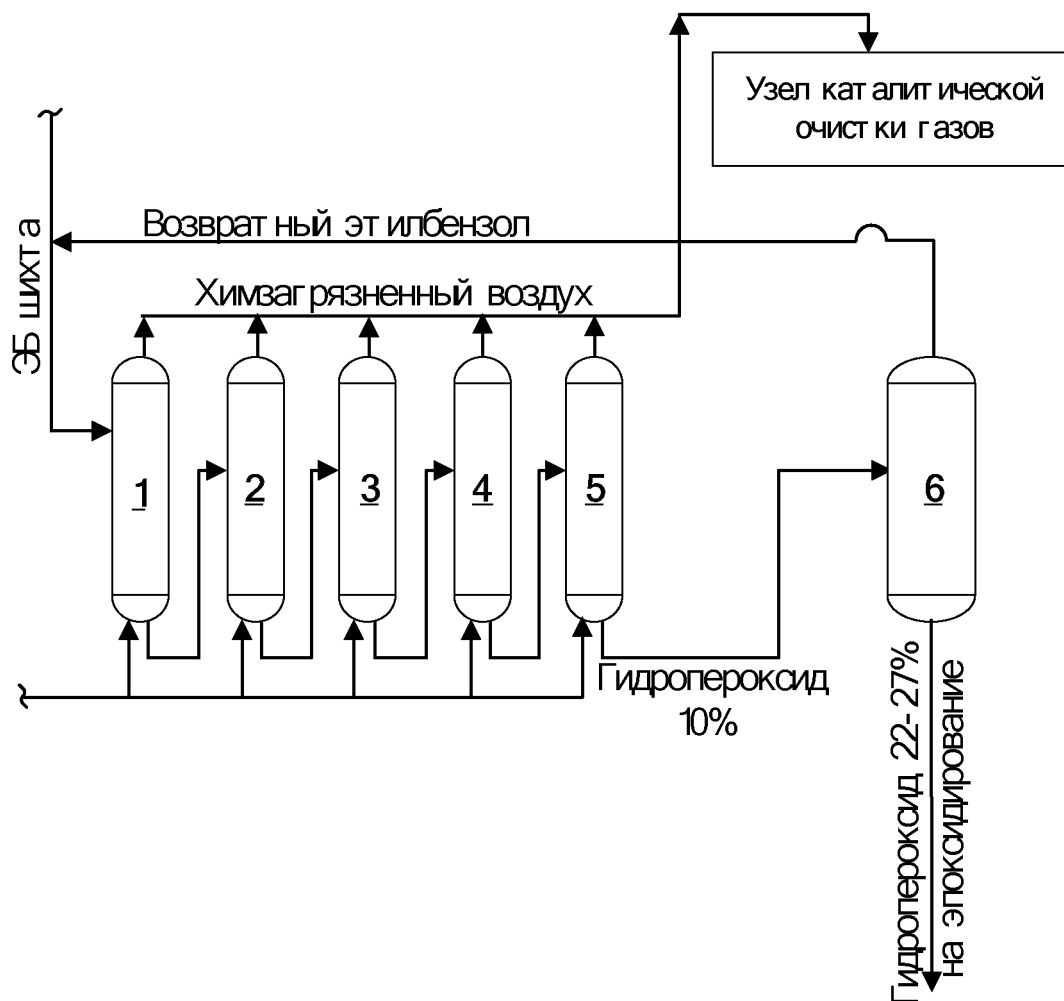 Узел каталитической
очистки газов
Возвратный этилбензол
Химзагрязненный воздух
ЭБ шихта
1
2
3
4
5
6
Гидропероксид
10%
Гидропероксид 22-27%
на эпоксидирование